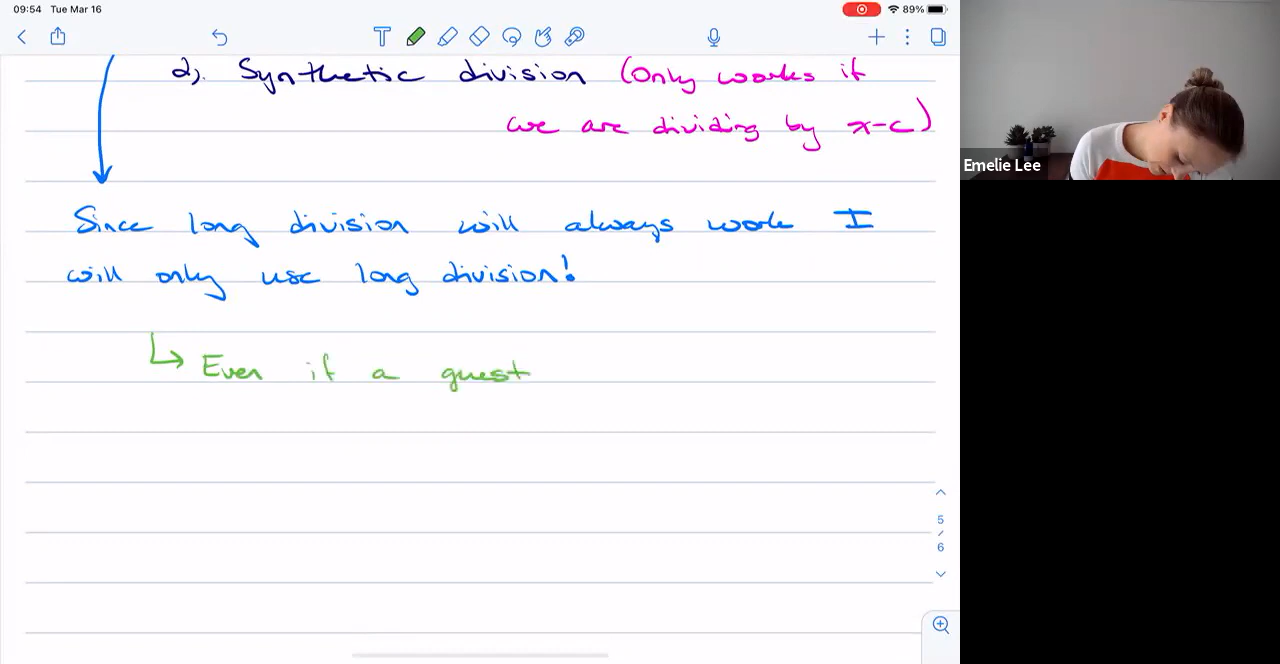 09:54 Tue Mar 16
89%
T
2). Synthetic division (only works if
we are dividing by x-c)
Since long division will always work I
will only use long division!
↳ Even if a quest
5
/
6
Emelie Lee